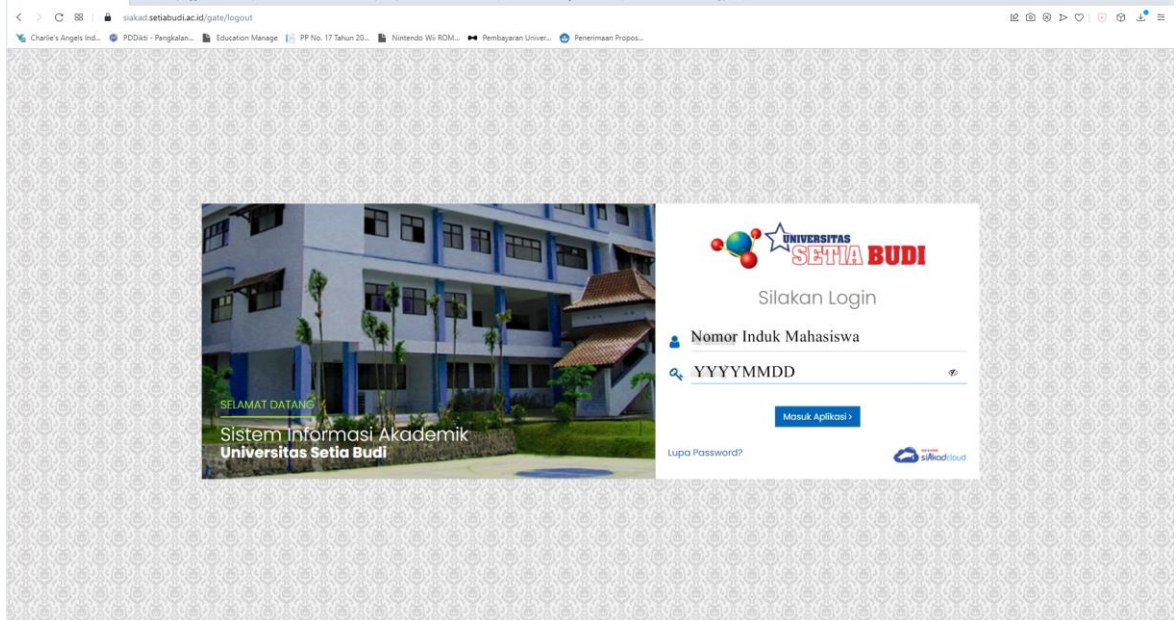 siakad.setiabudi.ac.id/gate/logout
Charlie's Angels Ind... PDDikti - Pangkalan... Education Manage PP No. 17 Tahun 20... Nintendo Wii ROM... Pembayaran Univer... Penerimaan Propos...
UNIVERSITAS
SETIA BUDI
Silakan Login
Nomor Induk Mahasiswa
YYYYMMDD
Masuk Aplikasi >
Lupa Password?
siAkadcloud
SELAMAT DATANG
Sistem Informasi Akademik
Universitas Setia Budi